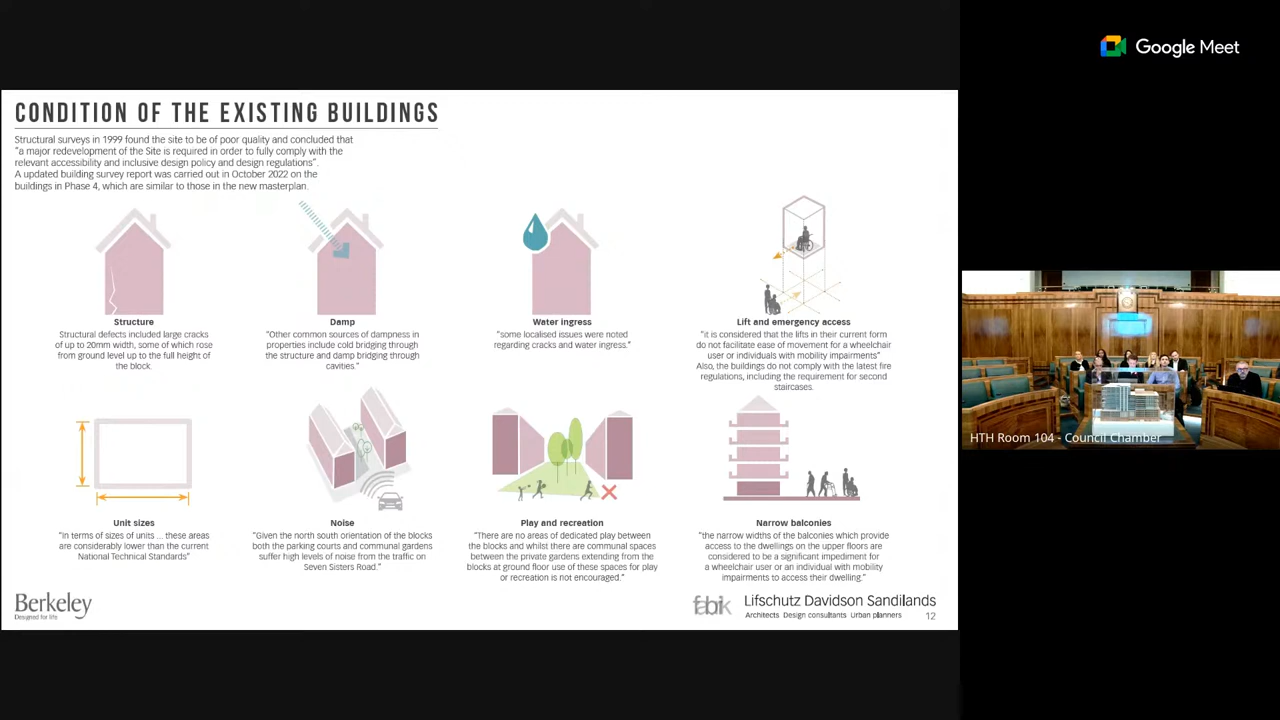 Google Meet
CONDITION OF THE EXISTING BUILDINGS
Structural surveys in 1999 found the site to be of poor quality and concluded that
"a major redevelopment of the Site is required in order to fully comply with the
relevant accessibility and inclusive design policy and design regulations".
A updated building survey report was carried out in October 2022 on the
buildings in Phase 4, which are similar to those in the new masterplan.
Structure
Structural defects included large cracks
of up to 20mm width, some of which rose
from ground level up to the full height of
the block.
Damp
"Other common sources of dampness in
properties include cold bridging through
the structure and damp bridging through
cavities."
Water ingress
"some localised issues were noted
regarding cracks and water ingress."
Lift and emergency access
"it is considered that the lifts in their current form
do not facilitate ease of movement for a wheelchair
user or individuals with mobility impairments"
Also, the buildings do not comply with the latest fire
regulations, including the requirement for second
staircases.
Unit sizes
"In terms of sizes of units ... these areas
are considerably lower than the current
National Technical Standards"
Noise
"Given the north south orientation of the blocks
both the parking courts and communal gardens
suffer high levels of noise from the traffic on
Seven Sisters Road."
Play and recreation
"There are no areas of dedicated play between
the blocks and whilst there are communal spaces
between the private gardens extending from the
blocks at ground floor use of these spaces for play
or recreation is not encouraged."
Narrow balconies
"the narrow widths of the balconies which provide
access to the dwellings on the upper floors are
considered to be a significant impediment for
a wheelchair user or an individual with mobility
impairments to access their dwelling."
Berkeley
Designed for life
fabik
Lifschutz Davidson Sandilands
Architects Design consultants Urban planners
12
HTH Room 104 - Council Chamber